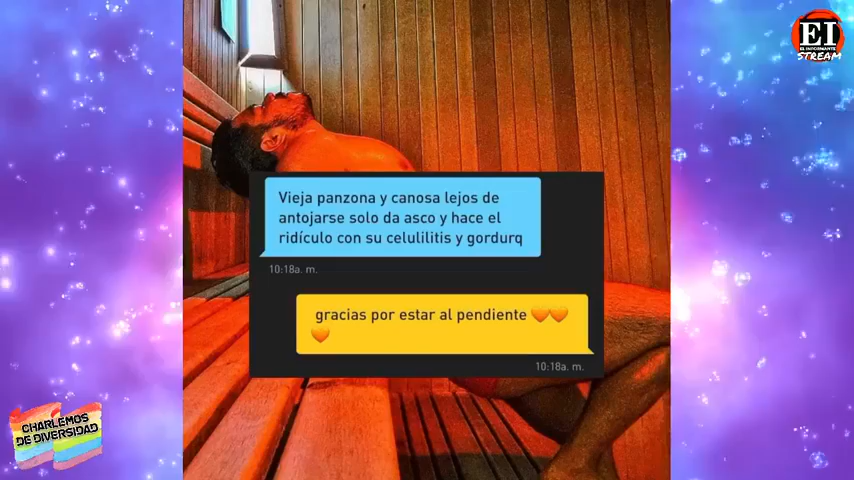 EI
EL INFORMANTE
STREAM
Vieja panzona y canosa lejos de
antojarse solo da asco y hace el
ridículo con su celulilitis y gordurq
10:18a. m.
gracias por estar al pendiente 🧡🧡
🧡
10:18a. m.
CHARLEMOS
DE DIVERSIDAD